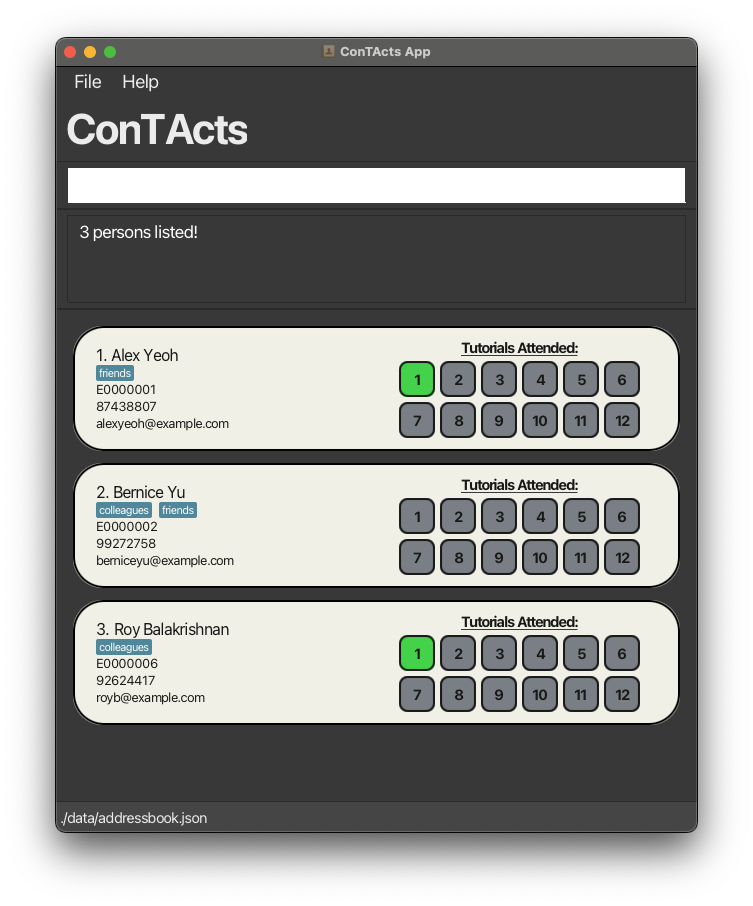 ConTActs App
File Help
ConTActs
3 persons listed!
1. Alex Yeoh
friends
E0000001
87438807
alexyeoh@example.com
Tutorials Attended:
1 2 3 4 5 6
7 8 9 10 11 12
2. Bernice Yu
colleagues friends
E0000002
99272758
berniceyu@example.com
Tutorials Attended:
1 2 3 4 5 6
7 8 9 10 11 12
3. Roy Balakrishnan
colleagues
E0000006
92624417
royb@example.com
Tutorials Attended:
1 2 3 4 5 6
7 8 9 10 11 12
./data/addressbook.json